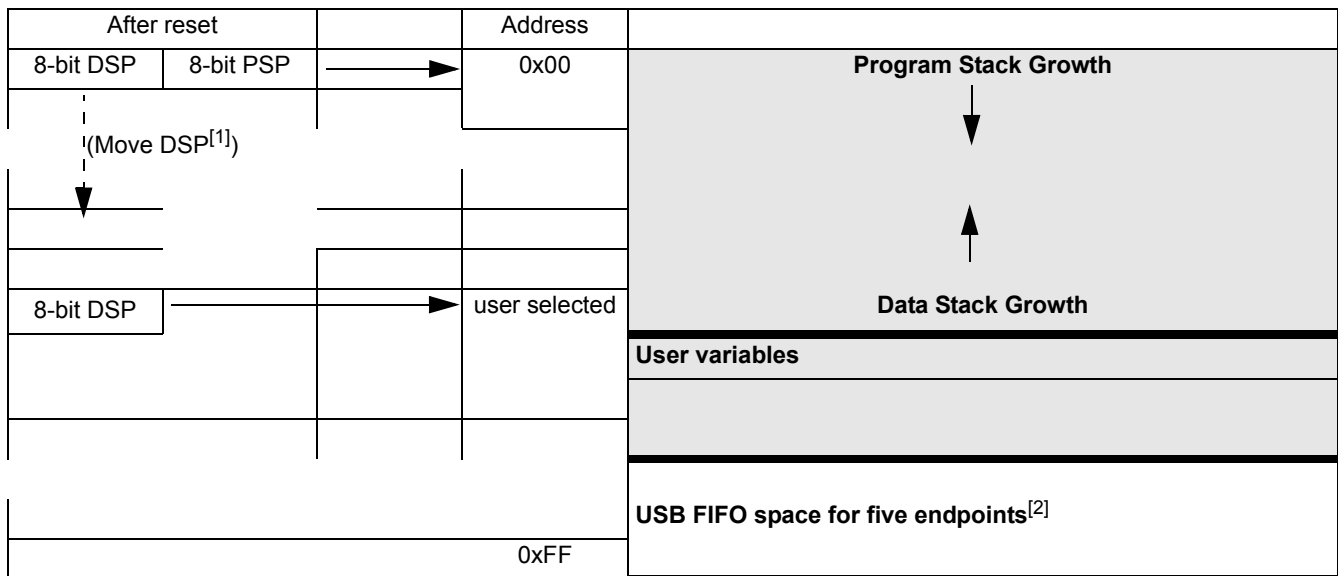 After reset Address
8-bit DSP 8-bit PSP 0x00 Program Stack Growth
(Move DSP[1])
8-bit DSP user selected Data Stack Growth
User variables
USB FIFO space for five endpoints[2]
0xFF